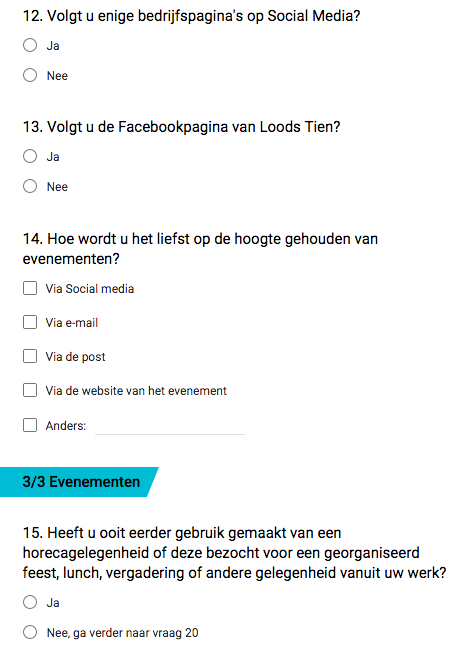 12. Volgt u enige bedrijfspagina's op Social Media?
Ja
Nee
13. Volgt u de Facebookpagina van Loods Tien?
Ja
Nee
14. Hoe wordt u het liefst op de hoogte gehouden van
evenementen?
Via Social media
Via e-mail
Via de post
Via de website van het evenement
Anders:
3/3 Evenementen
15. Heeft u ooit eerder gebruik gemaakt van een
horecagelegenheid of deze bezocht voor een georganiseerd
feest, lunch, vergadering of andere gelegenheid vanuit uw werk?
Ja
Nee, ga verder naar vraag 20